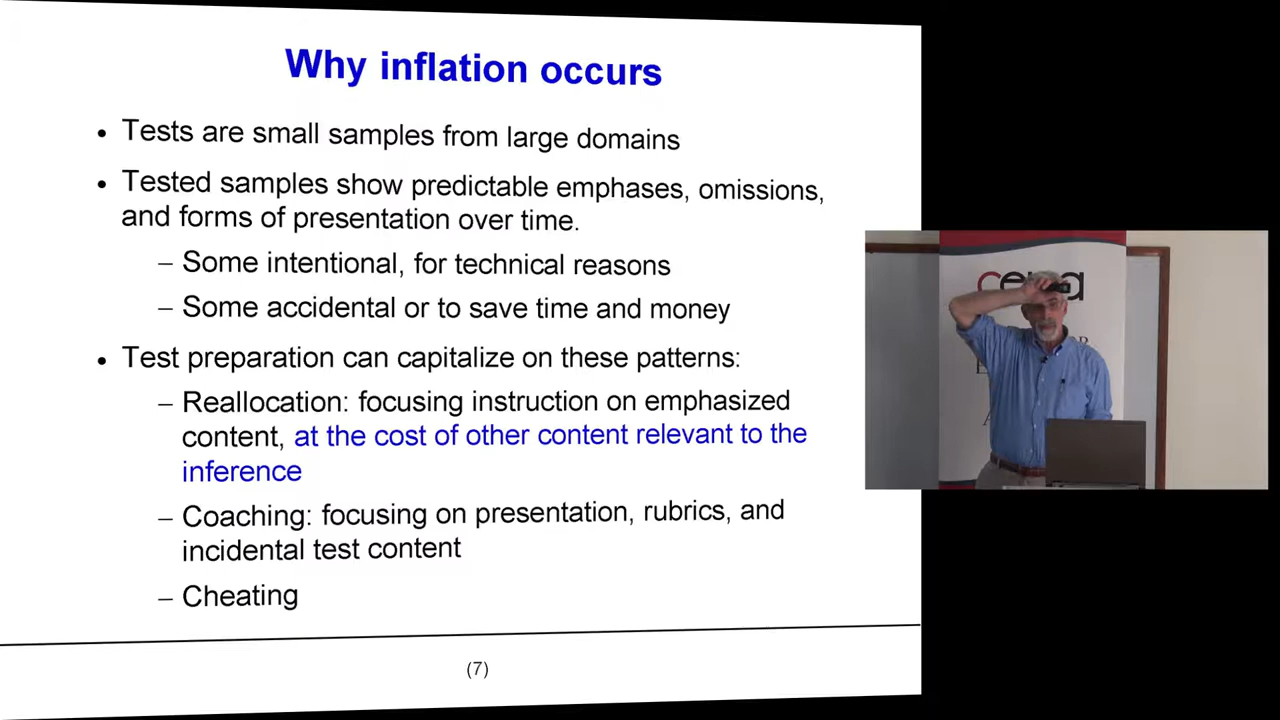 Why inflation occurs
• Tests are small samples from large domains
• Tested samples show predictable emphases, omissions,
and forms of presentation over time.
– Some intentional, for technical reasons
– Some accidental or to save time and money
• Test preparation can capitalize on these patterns:
– Reallocation: focusing instruction on emphasized
content, at the cost of other content relevant to the
inference
– Coaching: focusing on presentation, rubrics, and
incidental test content
– Cheating
(7)